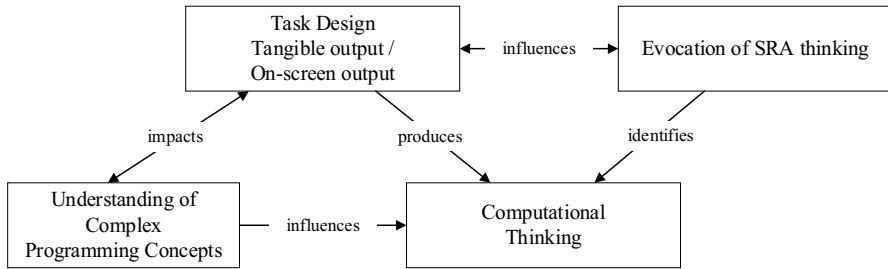 Task Design
Tangible output /
On-screen output
influences
Evocation of SRA thinking
impacts
produces
identifies
Understanding of
Complex
Programming Concepts
influences
Computational
Thinking